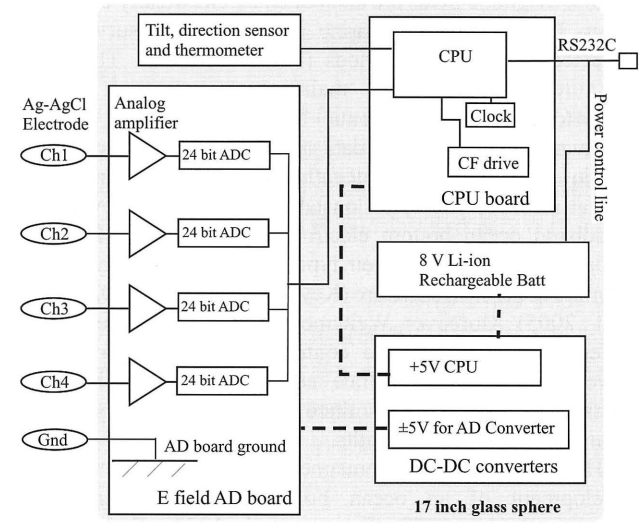 Tilt, direction sensor
and thermometer
CPU
RS232C
Clock
CF drive
CPU board
Power control line
Ag-AgCl
Electrode
Analog
amplifier
Ch1
24 bit ADC
Ch2
24 bit ADC
Ch3
24 bit ADC
Ch4
24 bit ADC
Gnd
AD board ground
E field AD board
8 V Li-ion
Rechargeable Batt
+5V CPU
±5V for AD Converter
DC-DC converters
17 inch glass sphere